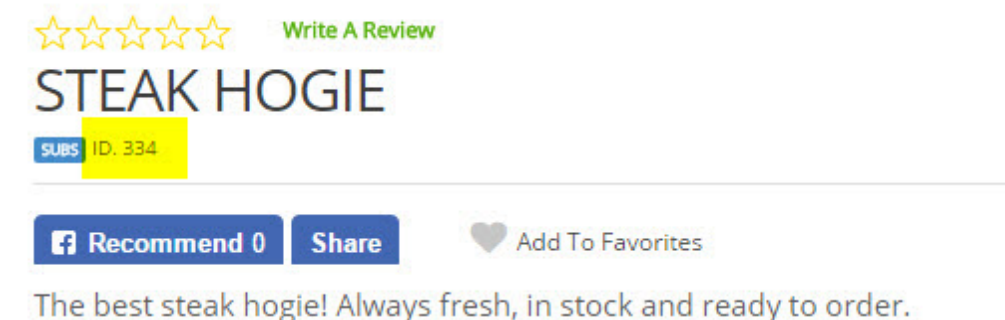 Write A Review
STEAK HOGIE
SUBS ID. 334
Recommend 0 Share Add To Favorites
The best steak hogie! Always fresh, in stock and ready to order.